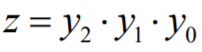 z = y₂ · y₁ · y₀